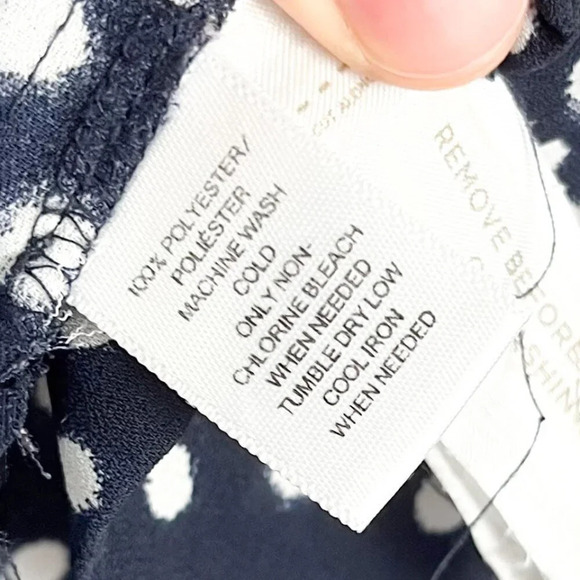 100% POLYESTER/
POLIÉSTER
MACHINE WASH
COLD
ONLY NON-
CHLORINE BLEACH
WHEN NEEDED
TUMBLE DRY LOW
COOL IRON
WHEN NEEDED
REMOVE BEFORE